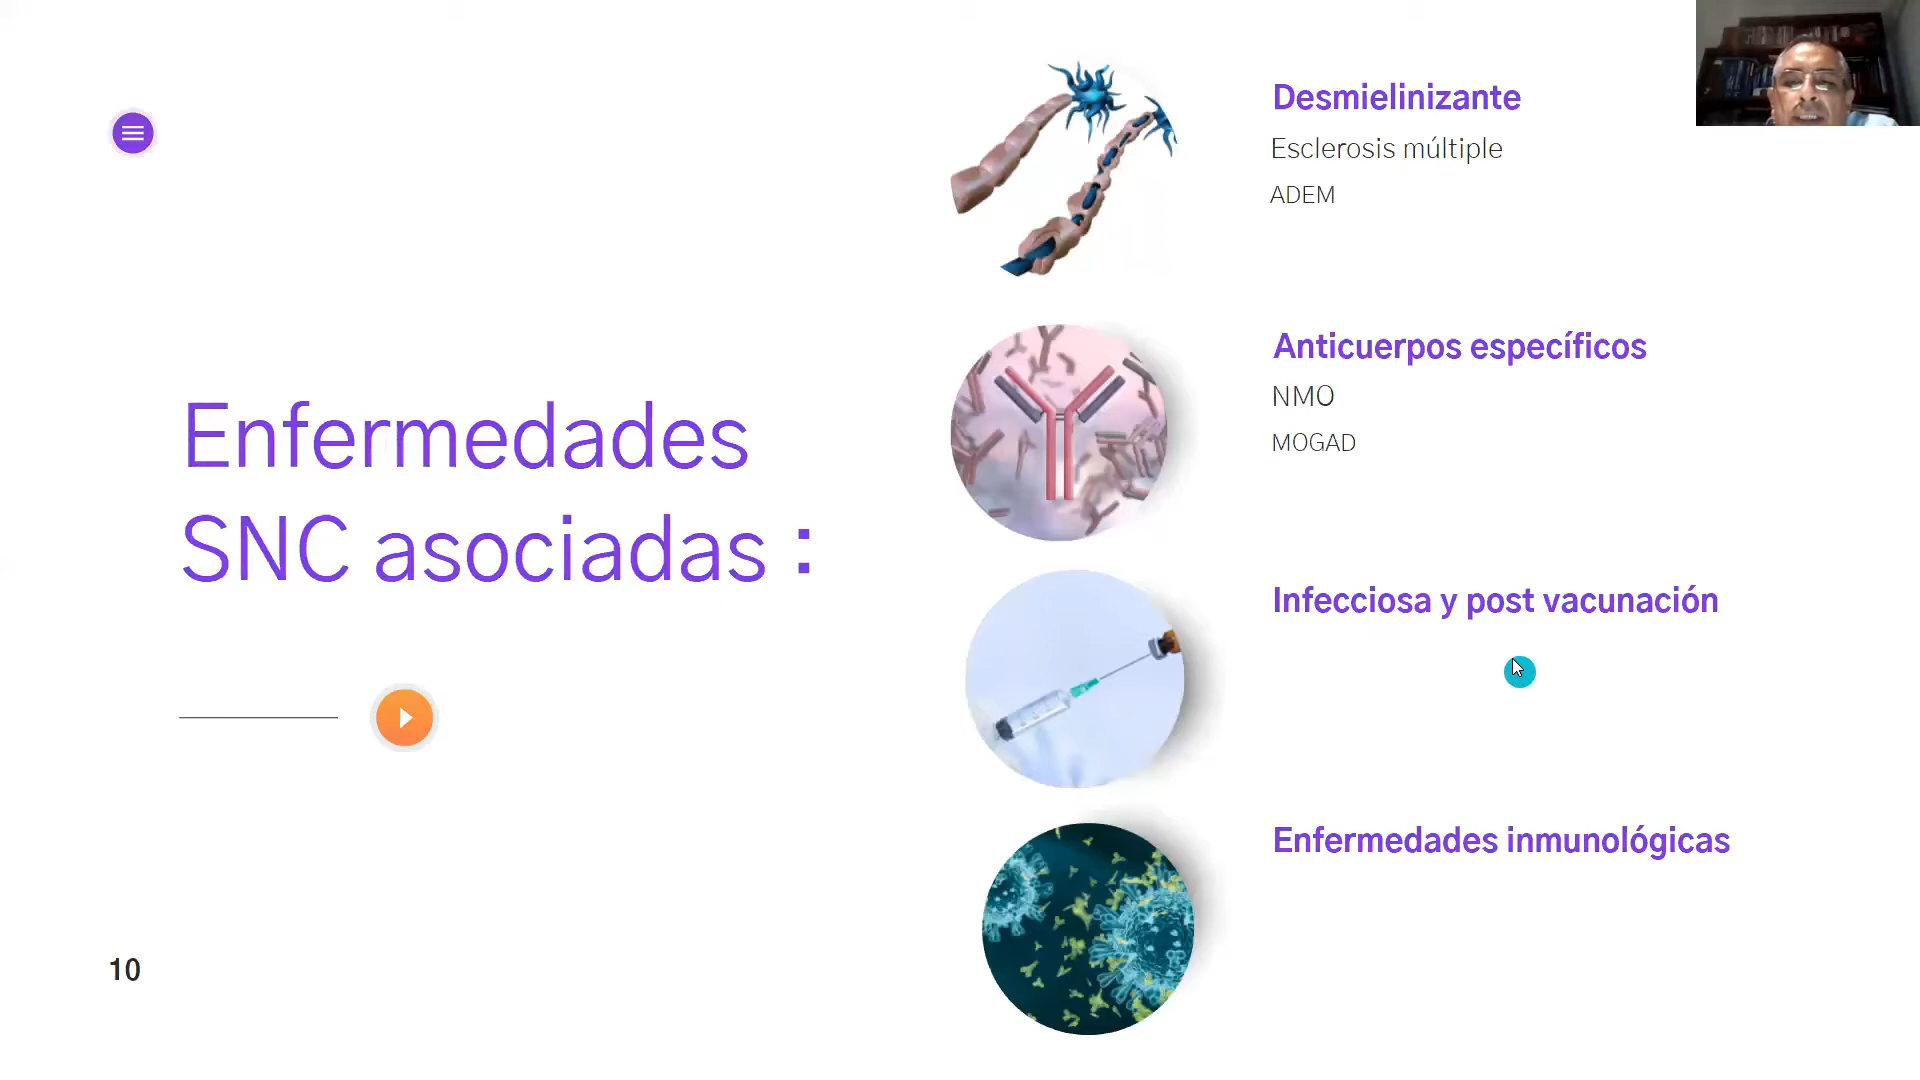 Enfermedades
SNC asociadas :
10
Desmielinizante
Esclerosis múltiple
ADEM
Anticuerpos específicos
NMO
MOGAD
Infecciosa y post vacunación
Enfermedades inmunológicas